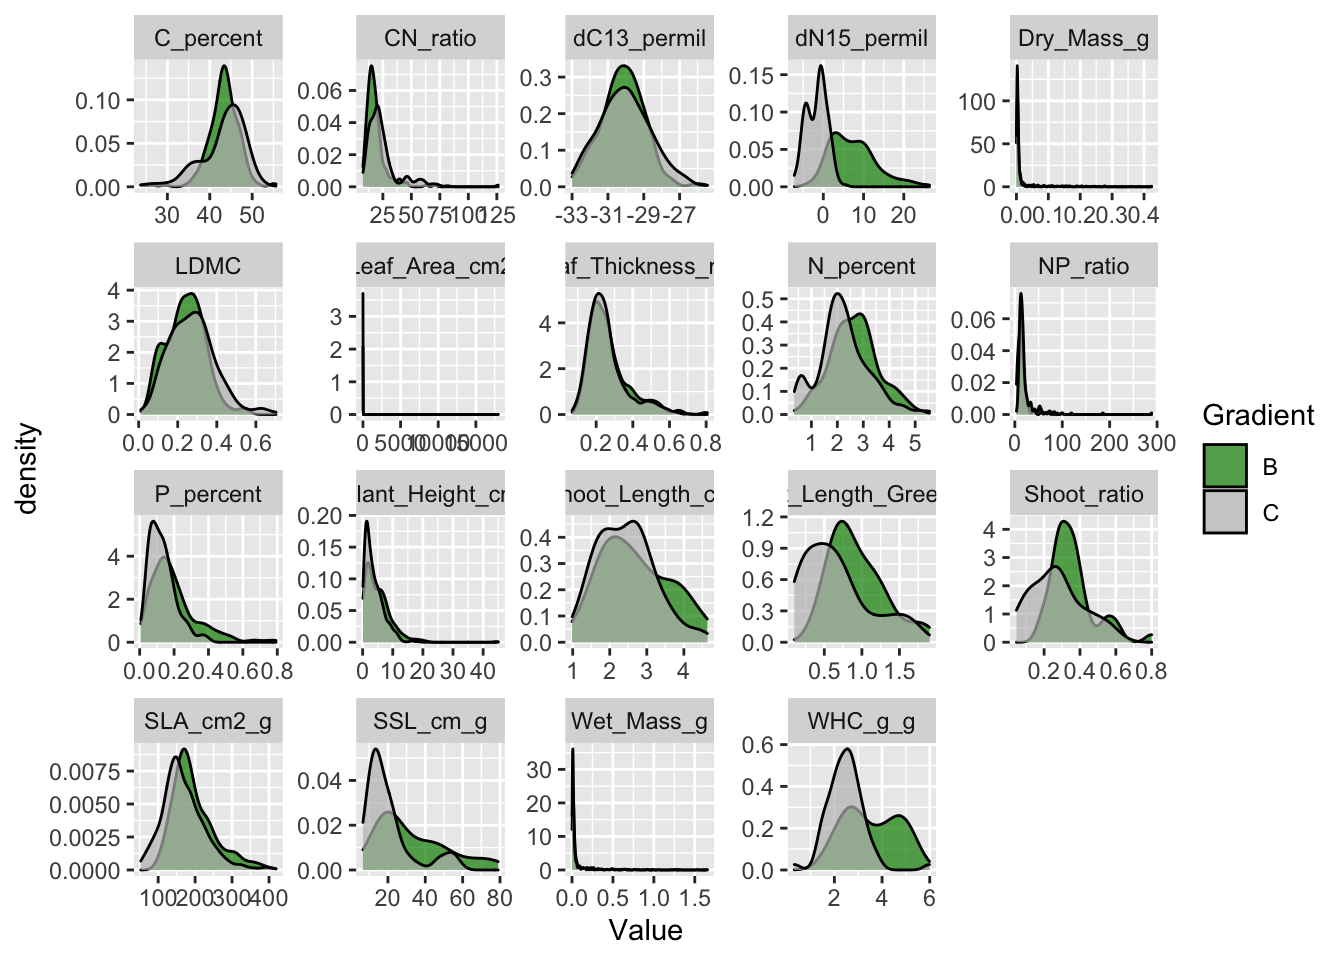 C_percent CN_ratio dC13_permil dN15_permil Dry_Mass_g
0.10 0.05 0.00
30 40 50
0.06 0.04 0.02 0.00
25 50 75 100 125
0.3 0.2 0.1 0.0
-33 -31 -29 -27
0.15 0.10 0.05 0.00
0 10 20
100 50 0
0.0 0.1 0.2 0.3 0.4
LDMC Leaf_Area_cm2 af_Thickness_r N_percent NP_ratio
4 3 2 1 0
0.0 0.2 0.4 0.6
3 2 1 0
0 5000 10000 15000
4 2 0
0.2 0.4 0.6 0.8
0.5 0.4 0.3 0.2 0.1 0.0
1 2 3 4 5
0.06 0.04 0.02 0.00
0 100 200 300
P_percent lant_Height_cr hoot_Length_c _Length_Gree Shoot_ratio
4 2 0
0.0 0.2 0.4 0.6 0.8
0.20 0.15 0.10 0.05 0.00
0 10 20 30 40
0.4 0.3 0.2 0.1 0.0
1 2 3 4
1.2 0.9 0.6 0.3 0.0
0.5 1.0 1.5
4 3 2 1 0
0.2 0.4 0.6 0.8
SLA_cm2_g SSL_cm_g Wet_Mass_g WHC_g_g
0.0075 0.0050 0.0025 0.0000
100 200 300 400
0.04 0.02 0.00
20 40 60 80
30 20 10 0
0.0 0.5 1.0 1.5
0.6 0.4 0.2 0.0
2 4 6
density
Value
Gradient
B
C